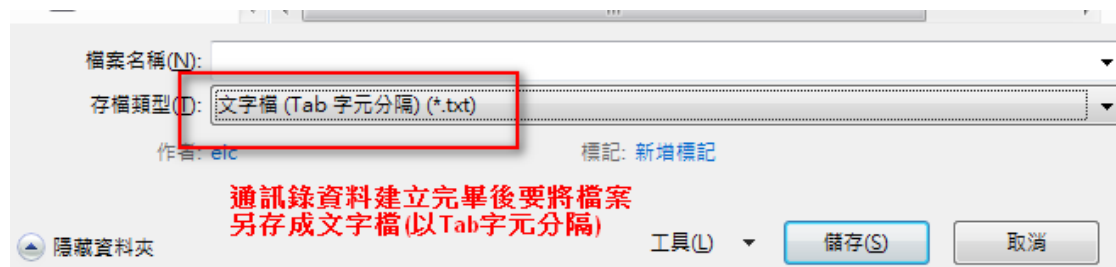 檔案名稱(N):
存檔類型(T): 文字檔 (Tab 字元分隔) (*.txt)
作者: eic 標記: 新增標記
通訊錄資料建立完畢後要將檔案
另存成文字檔(以Tab字元分隔)
隱藏資料夾 工具(L) 儲存(S) 取消